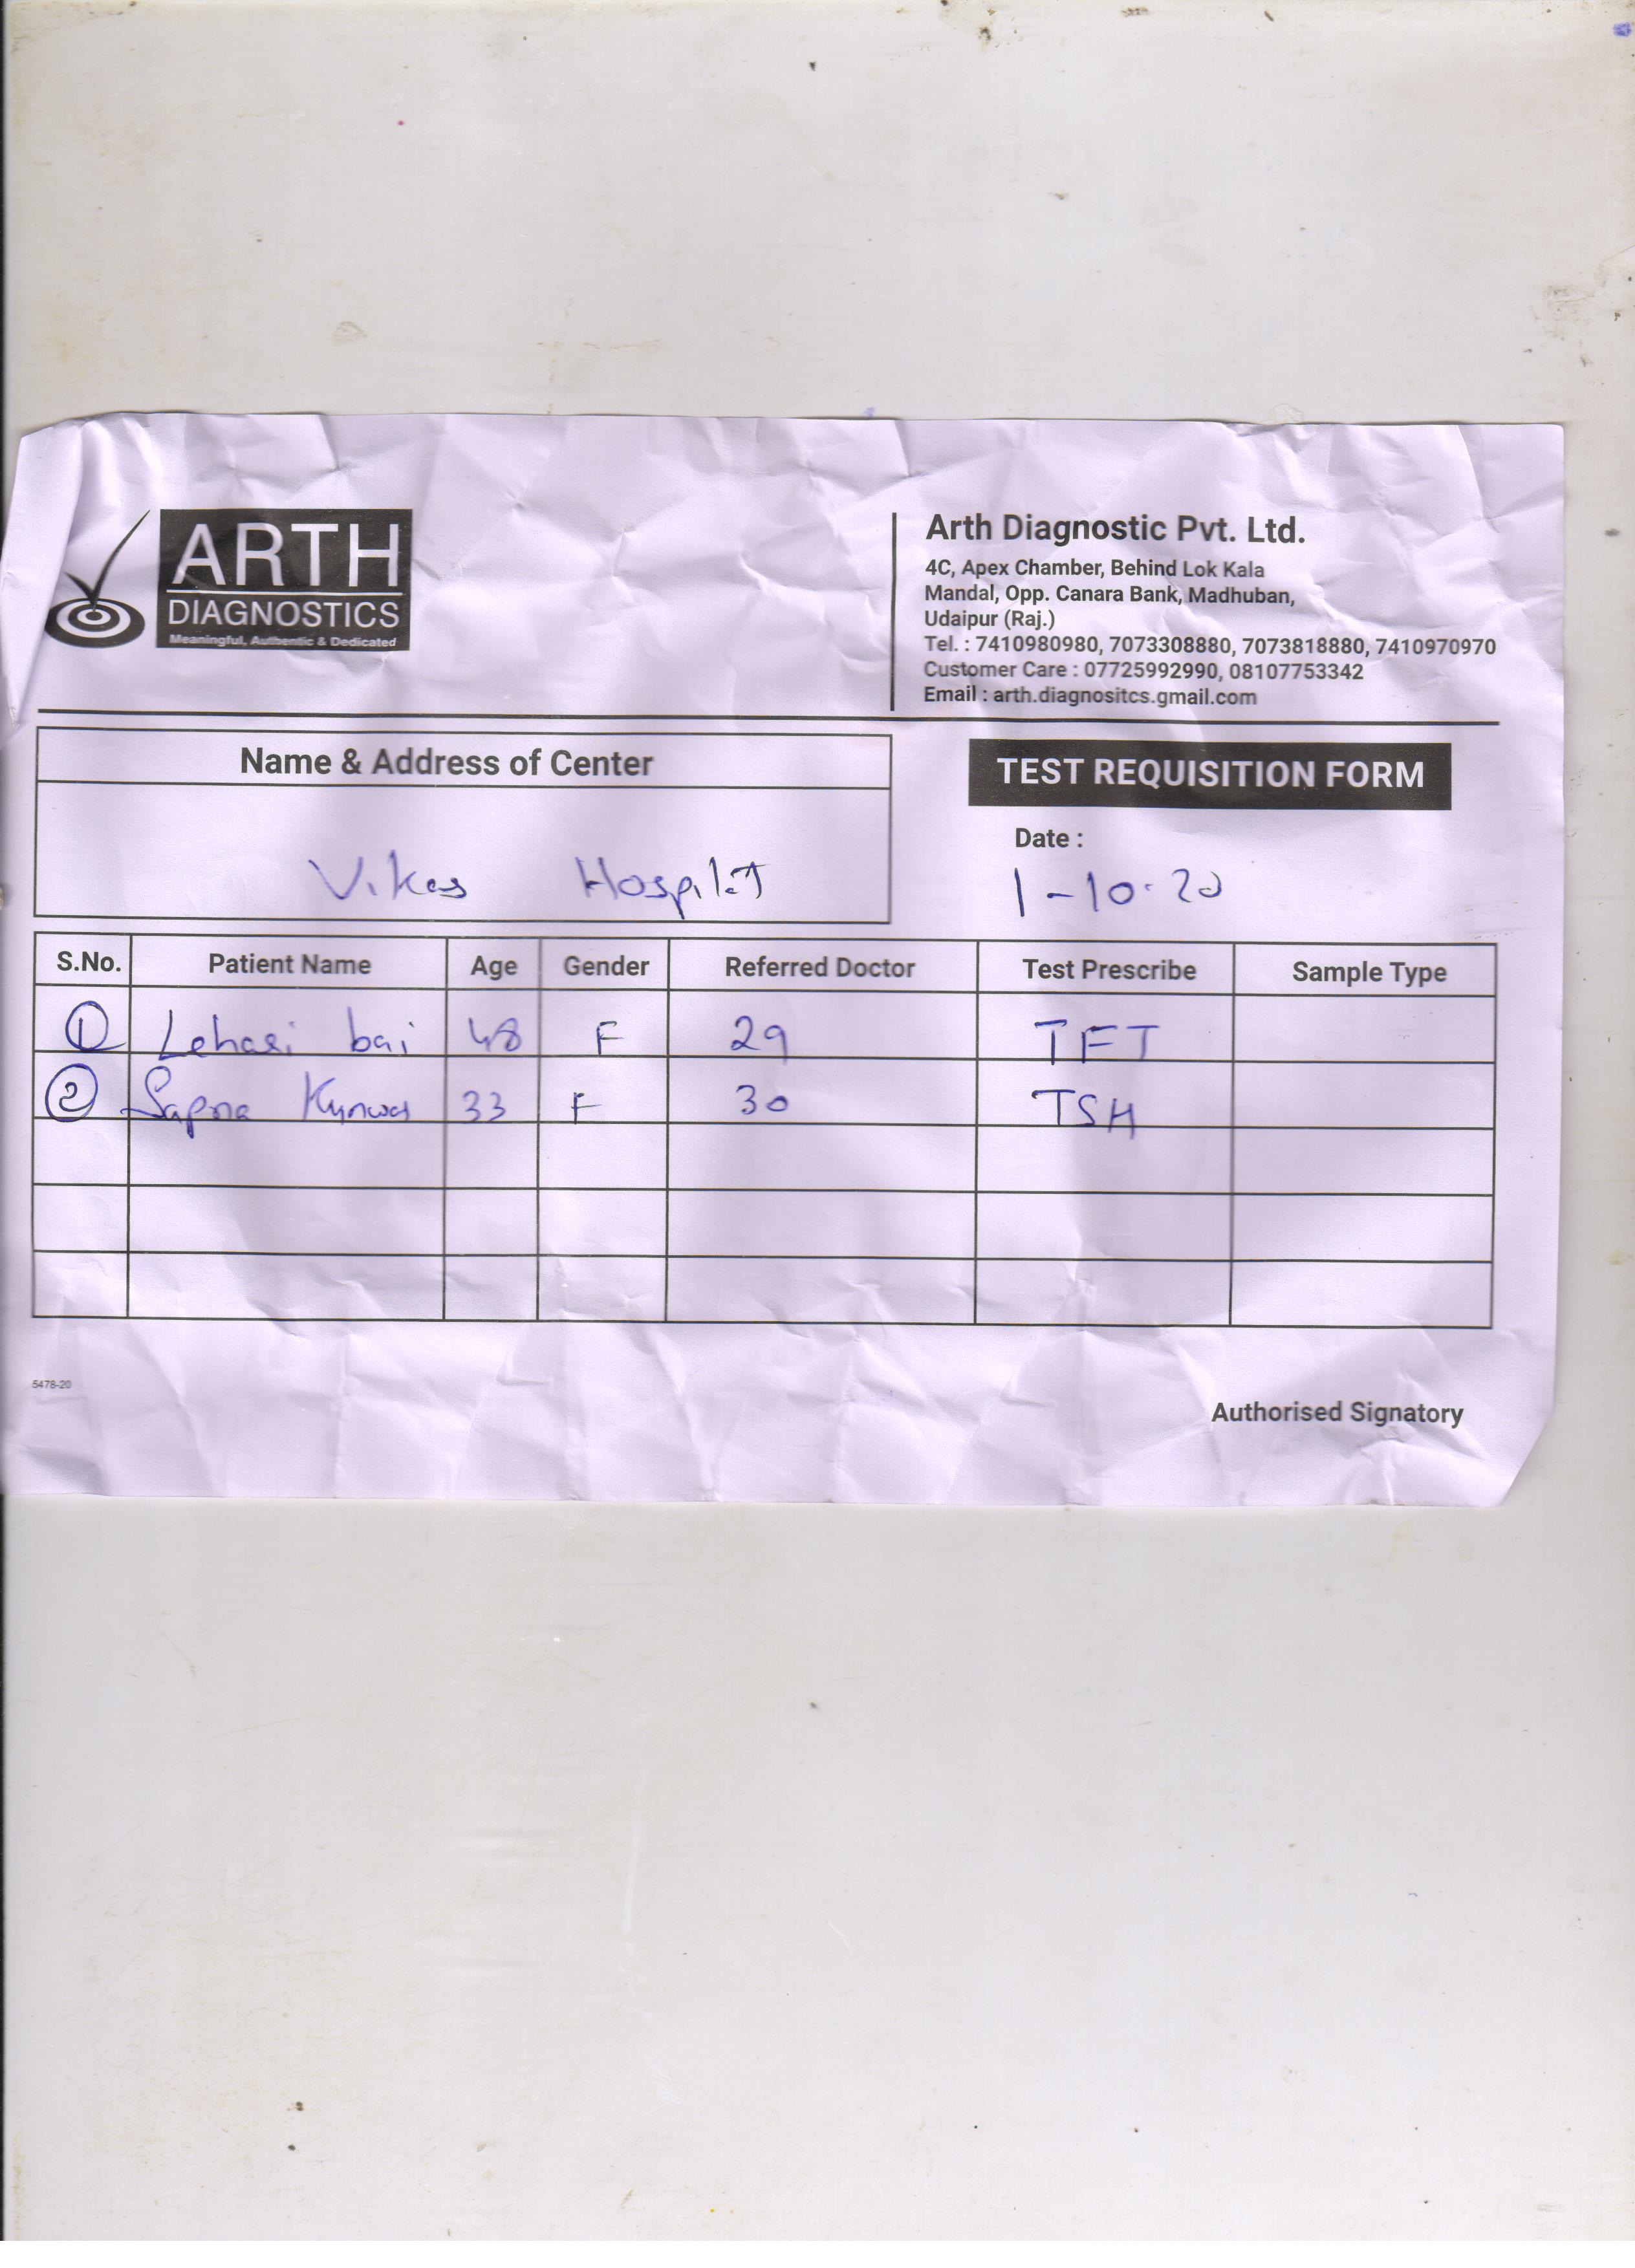 ARTH
DIAGNOSTICS
Meaningful, Authentic & Dedicated
Arth Diagnostic Pvt. Ltd.
4C, Apex Chamber, Behind Lok Kala
Mandal, Opp. Canara Bank, Madhuban,
Udaipur (Raj.)
Tel. : 7410980980, 7073308880, 7073818880, 7410970970
Customer Care : 07725992990, 08107753342
Email : arth.diagnositcs.gmail.com
Name & Address of Center
Vikas Hospital
TEST REQUISITION FORM
Date :
1-10-20
S.No. Patient Name Age Gender Referred Doctor Test Prescribe Sample Type
1 Lehari bai 48 F 29 TFT
2 Sapna Kunwar 33 F 30 TSH
5478-20
Authorised Signatory